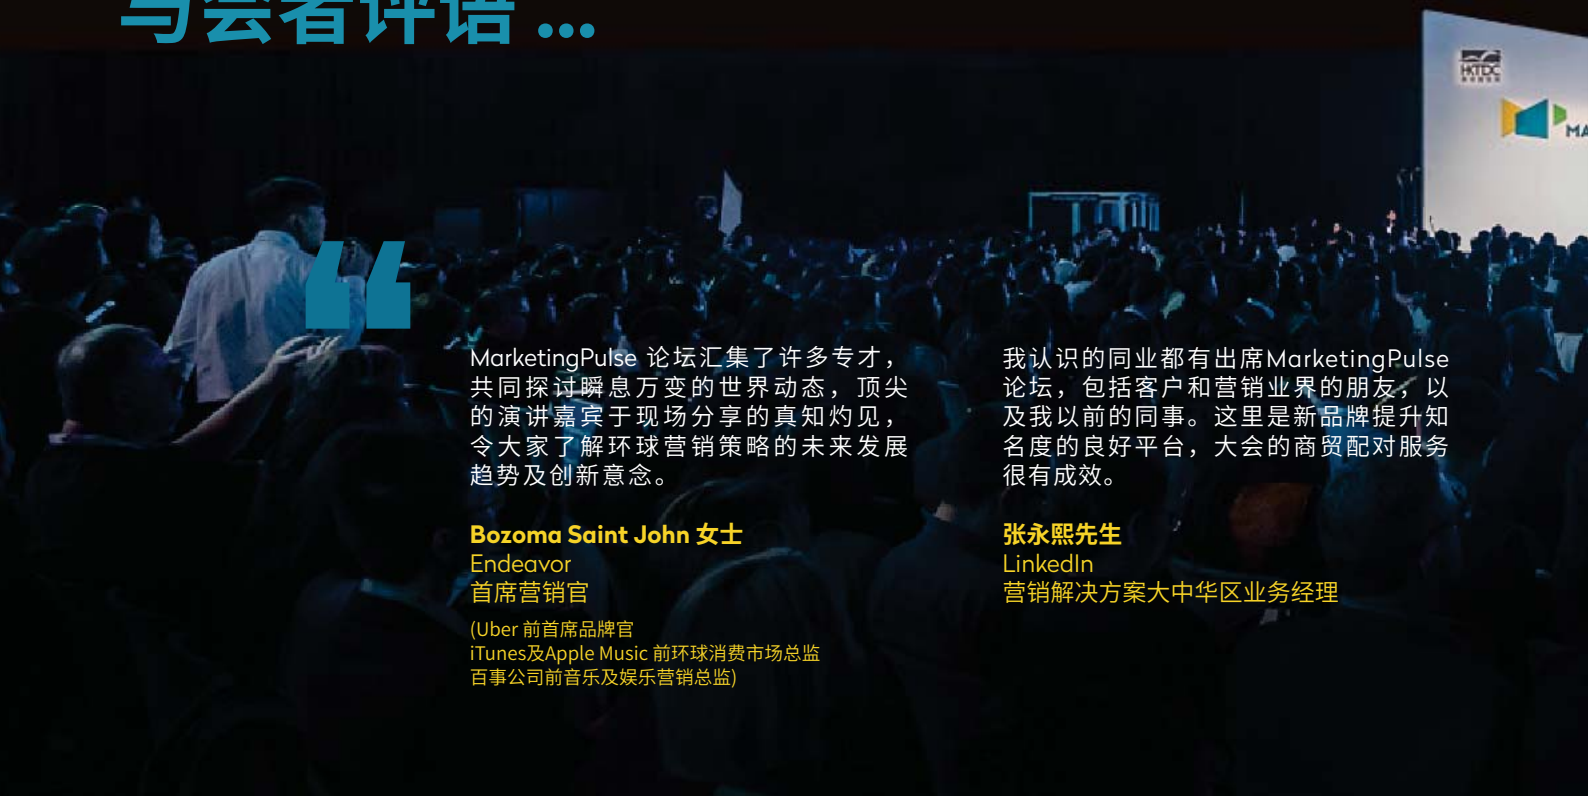 与会者评语 ...
HKTDC
MA
“
MarketingPulse 论坛汇集了许多专才，
共同探讨瞬息万变的世界动态，顶尖
的演讲嘉宾于现场分享的真知灼见，
令大家了解环球营销策略的未来发展
趋势及创新意念。
Bozoma Saint John 女士
Endeavor
首席营销官
(Uber 前首席品牌官
iTunes及Apple Music 前环球消费市场总监
百事公司前音乐及娱乐营销总监)
我认识的同业都有出席MarketingPulse
论坛，包括客户和营销业界的朋友，以
及我以前的同事。这里是新品牌提升知
名度的良好平台，大会的商贸配对服务
很有成效。
张永熙先生
LinkedIn
营销解决方案大中华区业务经理